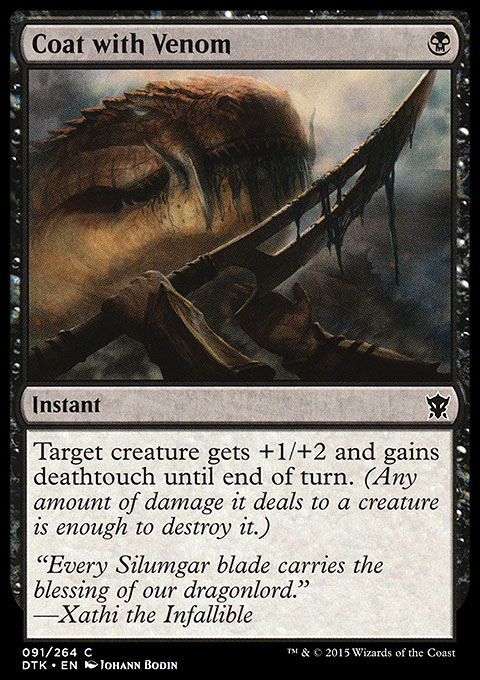 Coat with Venom
Instant
Target creature gets +1/+2 and gains
deathtouch until end of turn. (Any
amount of damage it deals to a creature
is enough to destroy it.)
“Every Silumgar blade carries the
blessing of our dragonlord.”
—Xathi the Infallible
091/264 C
DTK • EN Johann Bodin
™ & © 2015 Wizards of the Coast